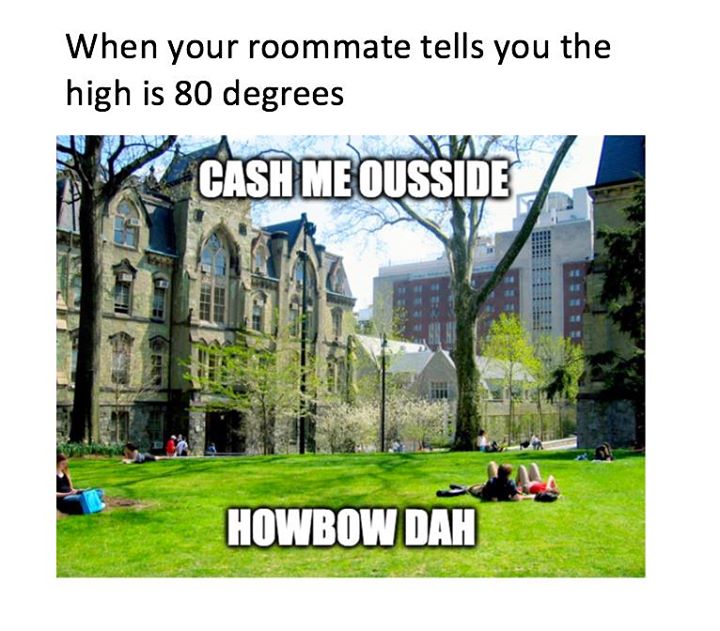 When your roommate tells you the
high is 80 degrees
CASH ME OUSSIDE
HOWBOW DAH